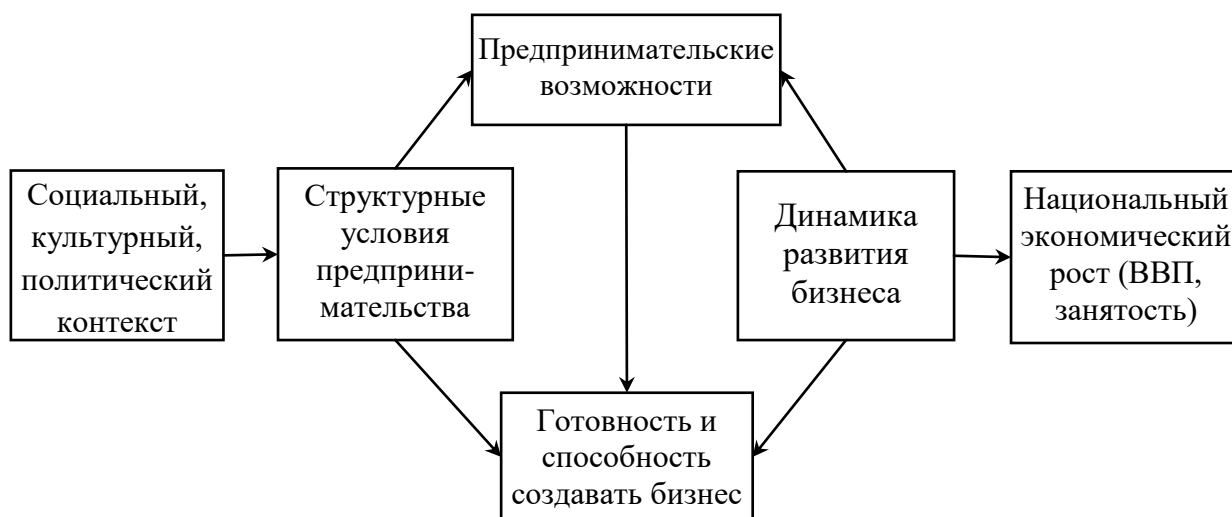 Предпринимательские
возможности
Социальный,
культурный,
политический
контекст
Структурные
условия
предприни-
мательства
Динамика
развития
бизнеса
Национальный
экономический
рост (ВВП,
занятость)
Готовность и
способность
создавать бизнес